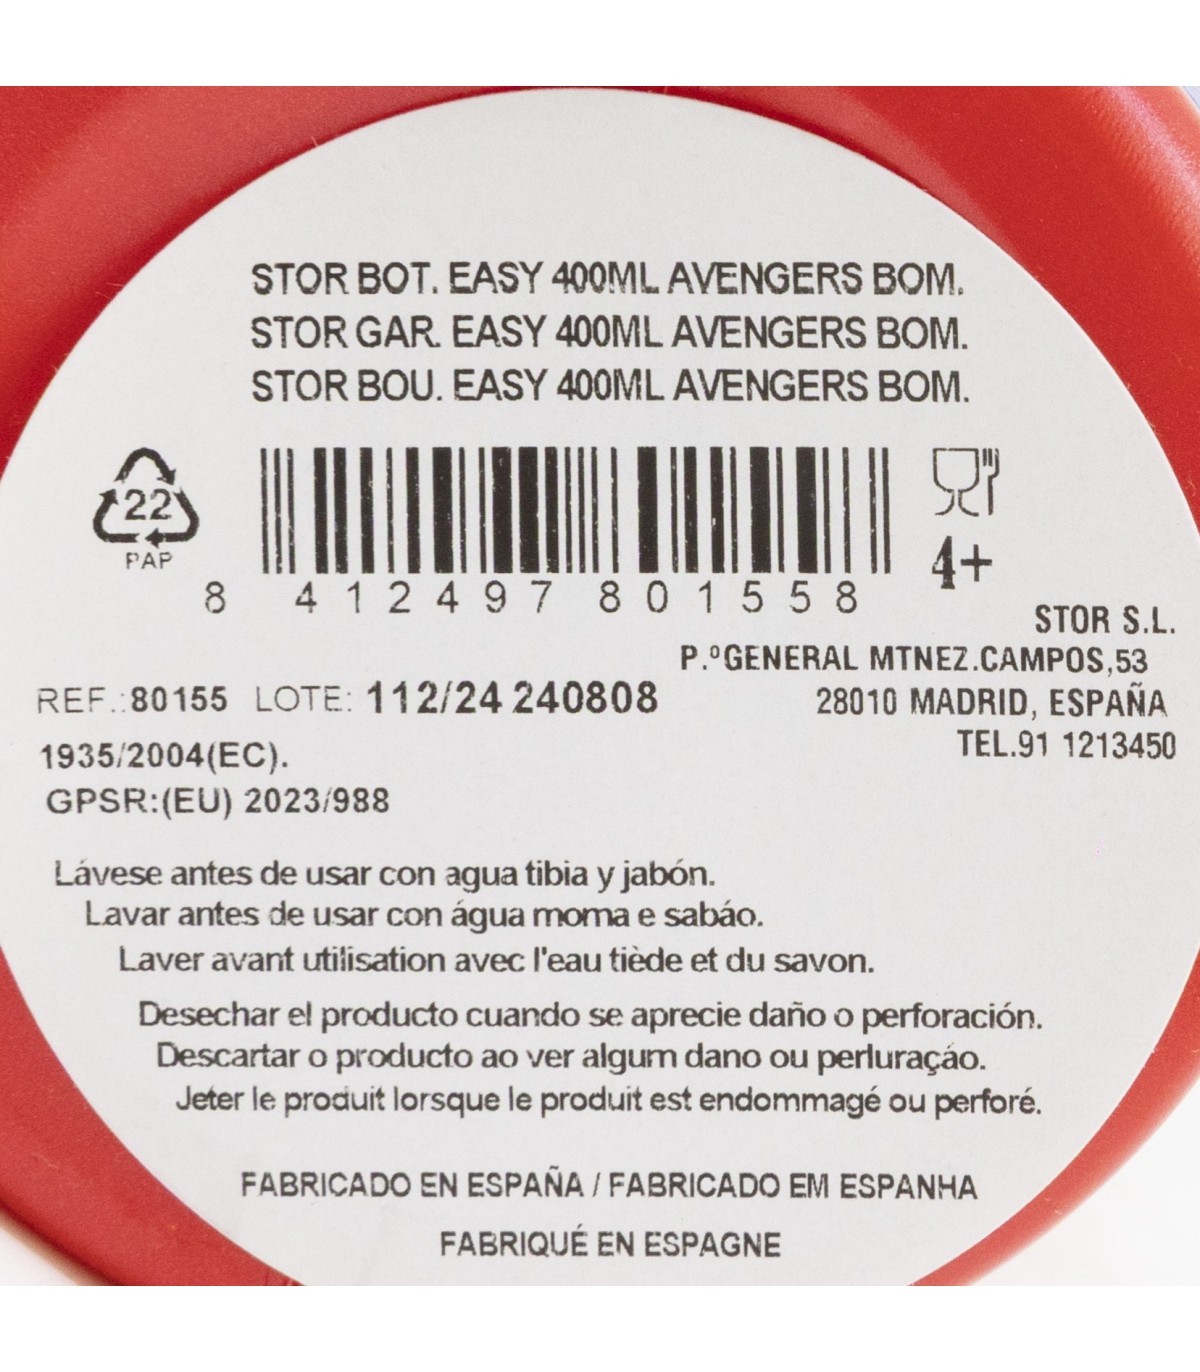 STOR BOT. EASY 400ML AVENGERS BOM.
STOR GAR. EASY 400ML AVENGERS BOM.
STOR BOU. EASY 400ML AVENGERS BOM.
22
PAP
8 412497 801558
4+
STOR S.L.
P.ºGENERAL MTNEZ.CAMPOS,53
28010 MADRID, ESPAÑA
TEL.91 1213450
REF.:80155 LOTE: 112/24 240808
1935/2004(EC).
GPSR:(EU) 2023/988
Lávese antes de usar con agua tibia y jabón.
Lavar antes de usar con água moma e sabáo.
Laver avant utilisation avec l'eau tiède et du savon.
Desechar el producto cuando se aprecie daño o perforación.
Descartar o producto ao ver algum dano ou perluraçáo.
Jeter le produit lorsque le produit est endommagé ou perforé.
FABRICADO EN ESPAÑA / FABRICADO EM ESPANHA
FABRIQUÉ EN ESPAGNE